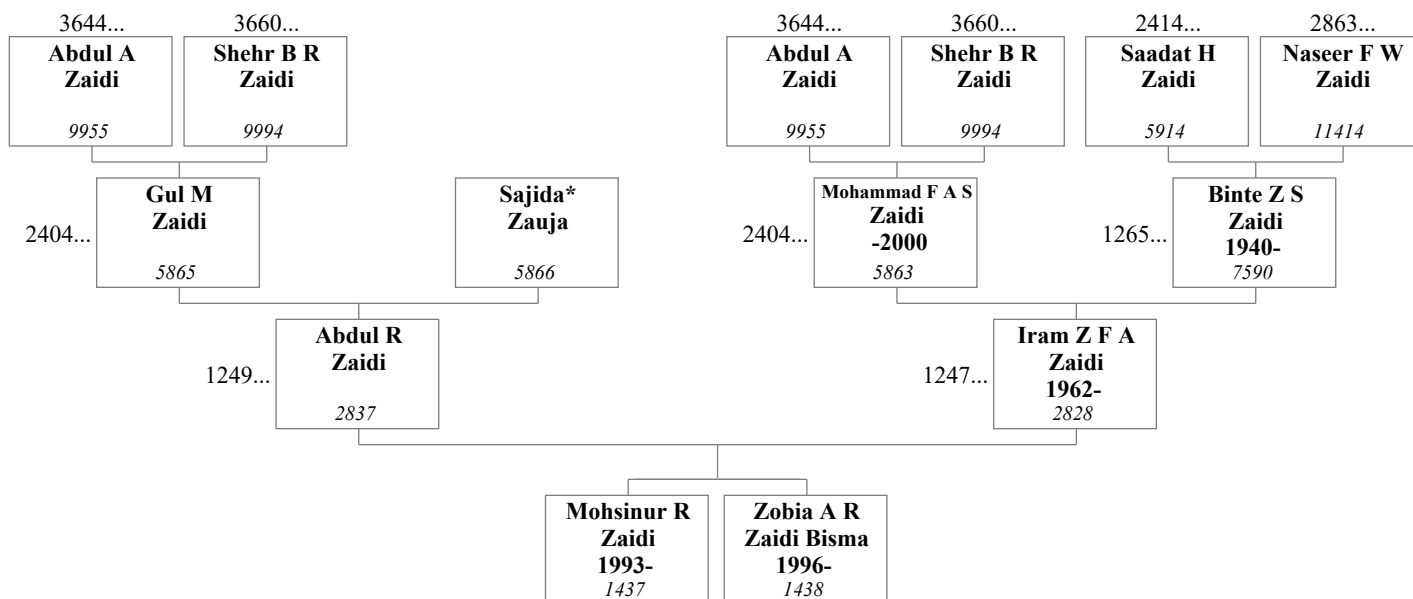 3644...
3660...
3644...
3660...
2414...
2863...
Abdul A
Zaidi
9955
Shehr B R
Zaidi
9994
Abdul A
Zaidi
9955
Shehr B R
Zaidi
9994
Saadat H
Zaidi
5914
Naseer F W
Zaidi
11414
2404...
Gul M
Zaidi
5865
Sajida*
Zauja
5866
2404...
Mohammad F A S
Zaidi
-2000
5863
1265...
Binte Z S
Zaidi
1940-
7590
1249...
Abdul R
Zaidi
2837
1247...
Iram Z F A
Zaidi
1962-
2828
Mohsinur R
Zaidi
1993-
1437
Zobia A R
Zaidi Bisma
1996-
1438